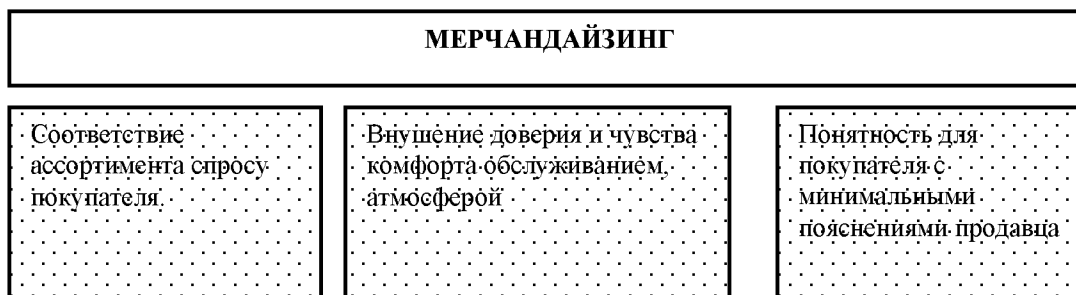 МЕРЧАНДАЙЗИНГ
Соответствие
ассортимента спросу
покупателя.
Внушение доверия и чувства
комфорта обслуживанием,
атмосферой
Понятность для
покупателя с
минимальными
пояснениями продавца